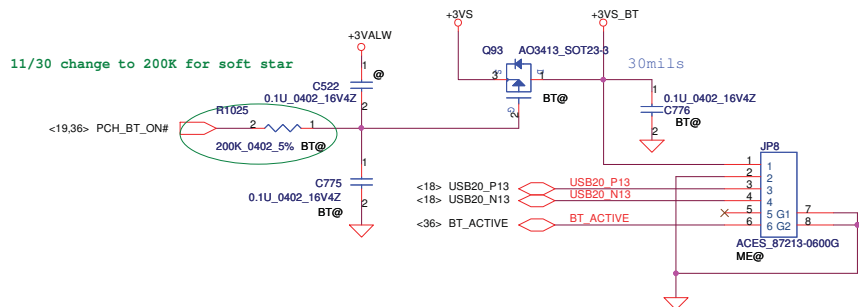 +3VS
+3VS_BT
+3VALW
Q93 AO3413_SOT23-3
11/30 change to 200K for soft star
30mils
1
@
C522
0.1U_0402_16V4Z
2
3
S
D
1
G
2
BT@
1
0.1U_0402_16V4Z
C776
2
BT@
R1025
<19,36> PCH_BT_ON#
2
1
200K_0402_5% BT@
JP8
1
C775
0.1U_0402_16V4Z
2
BT@
<18> USB20_P13
USB20_P13
<18> USB20_N13
USB20_N13
<36> BT_ACTIVE
BT_ACTIVE
1 1
2 2
3 3
4 4
5 5 G1 7
6 6 G2 8
ACES_87213-0600G
ME@